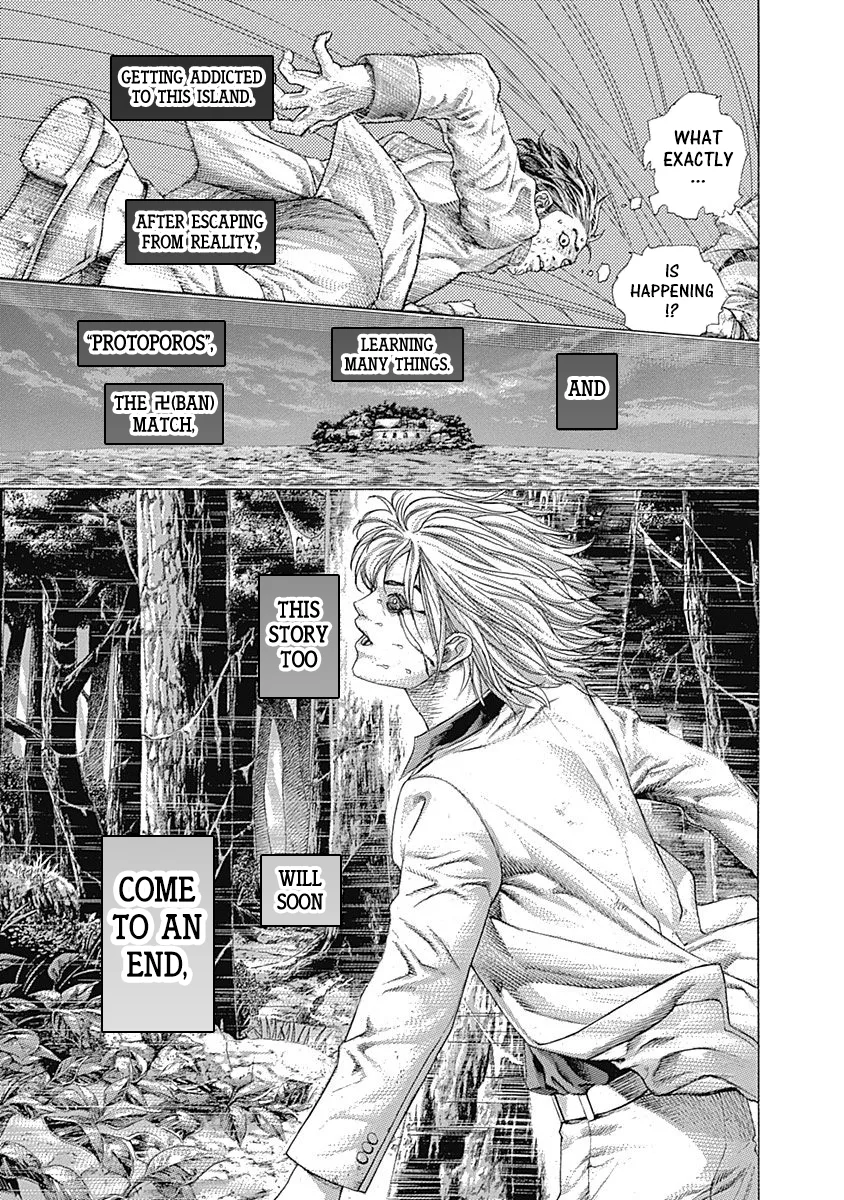 WHAT
EXACTLY
...
IS
HAPPENING
!?
GETTING ADDICTED
TO THIS ISLAND.
AFTER ESCAPING
FROM REALITY,
AND
LEARNING
MANY THINGS.
"PROTOPOROS",
THE 卍(BAN)
MATCH,
THIS
STORY
TOO
WILL
SOON
COME
TO AN
END,